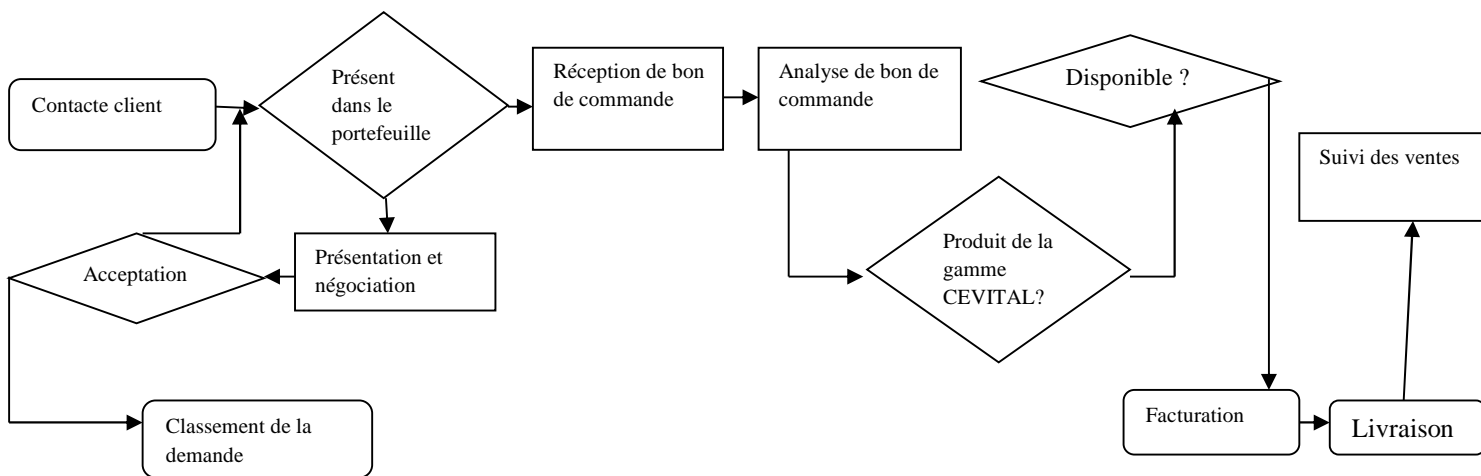 Contacte client
Présent
dans le
portefeuille
Réception de bon
de commande
Analyse de bon de
commande
Disponible ?
Suivi des ventes
Acceptation
Présentation et
négociation
Produit de la
gamme
CEVITAL?
Classement de la
demande
Facturation
Livraison